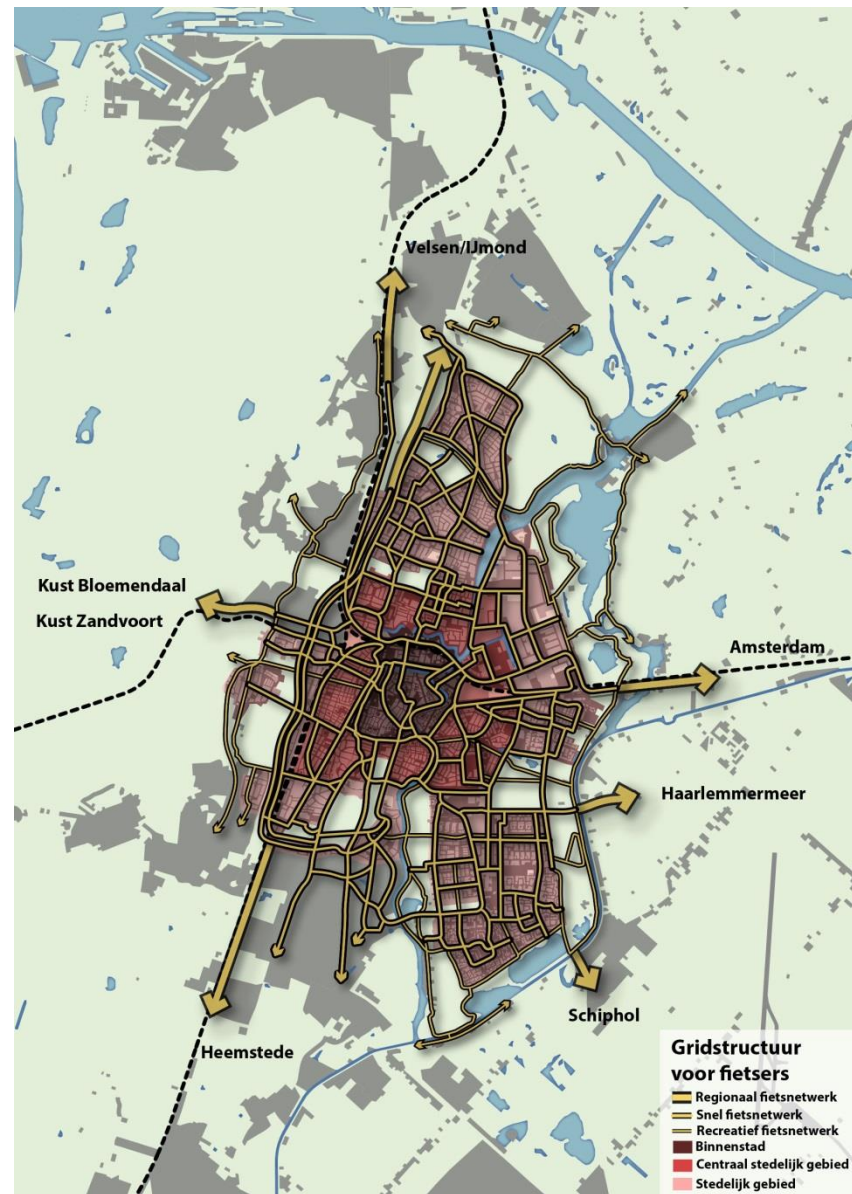 Velsen/IJmond
Kust Bloemendaal
Kust Zandvoort
Amsterdam
Haarlemmermeer
Schiphol
Heemstede
Gridstructuur
voor fietsers
Regionaal fietsnetwerk
Snel fietsnetwerk
Recreatief fietsnetwerk
Binnenstad
Centraal stedelijk gebied
Stedelijk gebied